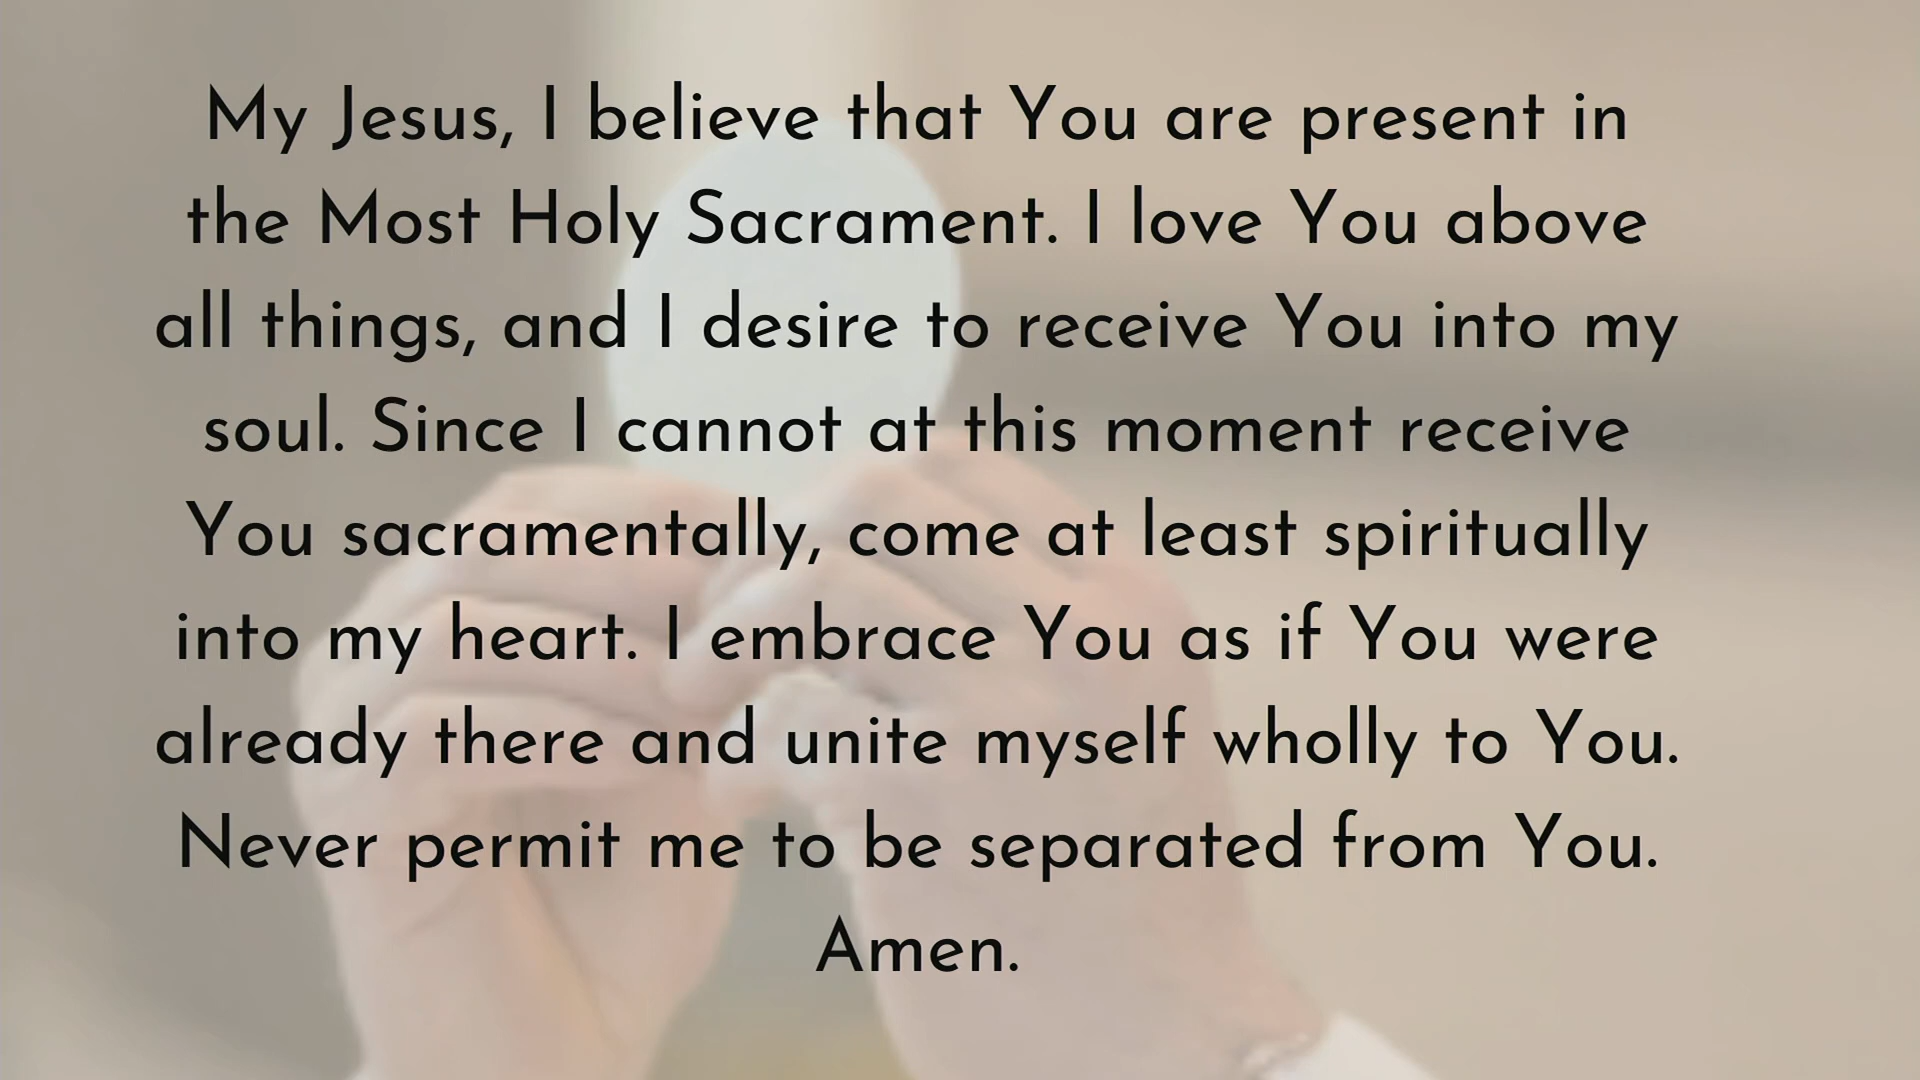 My Jesus, I believe that You are present in
the Most Holy Sacrament. I love You above
all things, and I desire to receive You into my
soul. Since I cannot at this moment receive
You sacramentally, come at least spiritually
into my heart. I embrace You as if You were
already there and unite myself wholly to You.
Never permit me to be separated from You.
Amen.